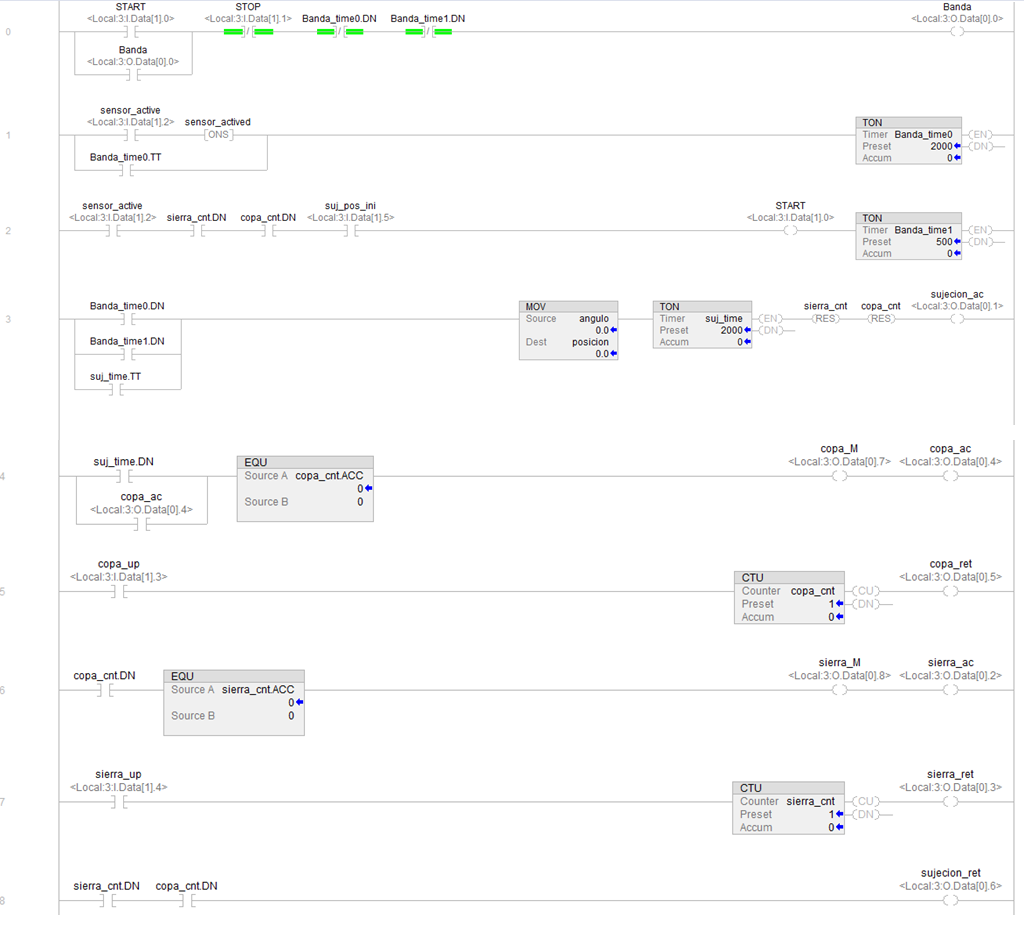 START STOP Banda
<Local:3:I.Data[1].0> <Local:3:I.Data[1].1> Banda_time0.DN Banda_time1.DN <Local:3:O.Data[0].0>
0 / / /
Banda
<Local:3:O.Data[0].0>
sensor_active
<Local:3:I.Data[1].2> sensor_actived TON
1 ONS Timer Banda_time0 EN
Banda_time0.TT Preset 2000 DN
Accum 0
sensor_active suj_pos_ini START
<Local:3:I.Data[1].2> sierra_cnt.DN copa_cnt.DN <Local:3:I.Data[1].5> <Local:3:I.Data[1].0> TON
2 Timer Banda_time1 EN
Preset 500 DN
Accum 0
sujecion_ac
Banda_time0.DN MOV TON sierra_cnt copa_cnt <Local:3:O.Data[0].1>
3 Source angulo Timer suj_time EN RES RES
0.0 Preset 2000 DN
Banda_time1.DN Dest posicion Accum 0
0.0
suj_time.TT
copa_M copa_ac
suj_time.DN EQU <Local:3:O.Data[0].7> <Local:3:O.Data[0].4>
4 Source A copa_cnt.ACC
0
copa_ac Source B 0
<Local:3:O.Data[0].4>
copa_up copa_ret
<Local:3:I.Data[1].3> CTU <Local:3:O.Data[0].5>
5 Counter copa_cnt CU
Preset 1 DN
Accum 0
sierra_M sierra_ac
copa_cnt.DN EQU <Local:3:O.Data[0].8> <Local:3:O.Data[0].2>
6 Source A sierra_cnt.ACC
0
Source B 0
sierra_up sierra_ret
<Local:3:I.Data[1].4> CTU <Local:3:O.Data[0].3>
7 Counter sierra_cnt CU
Preset 1 DN
Accum 0
sujecion_ret
sierra_cnt.DN copa_cnt.DN <Local:3:O.Data[0].6>
8